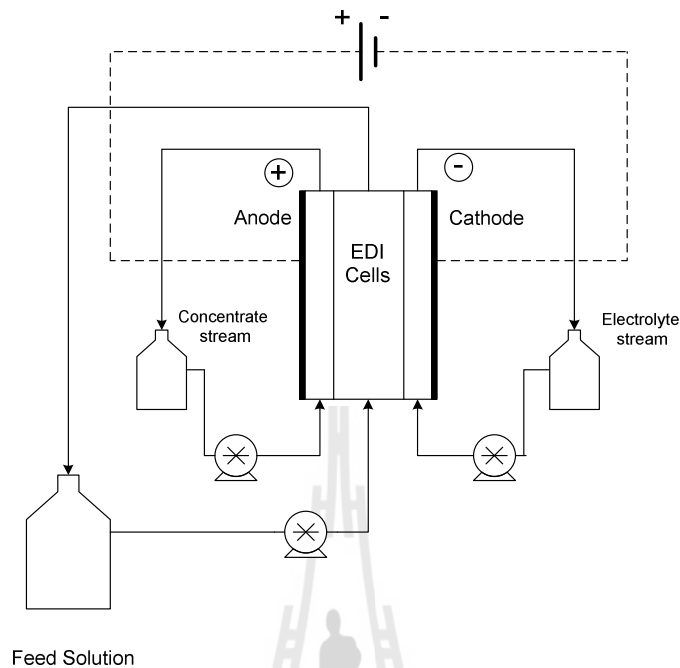 + -
+
-
Anode
Cathode
EDI
Cells
Concentrate
stream
Electrolyte
stream
Feed Solution